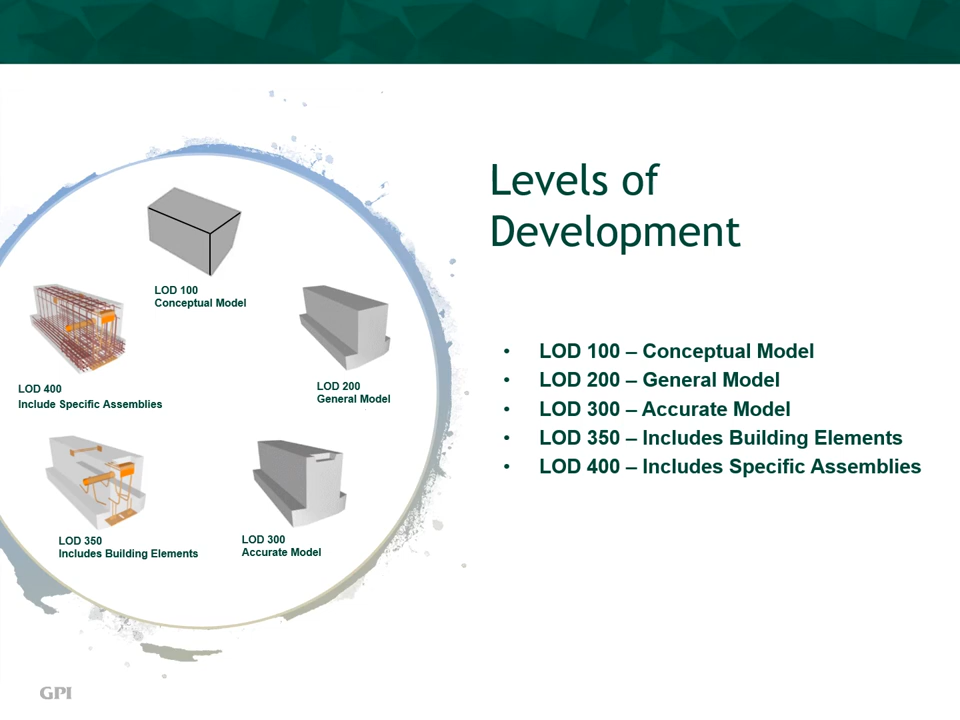 Levels of
Development
LOD 100
Conceptual Model
LOD 200
General Model
LOD 300
Accurate Model
LOD 350
Includes Building Elements
LOD 400
Include Specific Assemblies
• LOD 100 – Conceptual Model
• LOD 200 – General Model
• LOD 300 – Accurate Model
• LOD 350 – Includes Building Elements
• LOD 400 – Includes Specific Assemblies
GPI